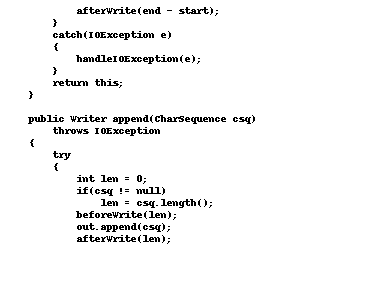 afterWrite(end - start);
}
catch(IOException e)
{
handleIOException(e);
}
return this;
}
public Writer append(CharSequence csq)
throws IOException
{
try
{
int len = 0;
if(csq != null)
len = csq.length();
beforeWrite(len);
out.append(csq);
afterWrite(len);